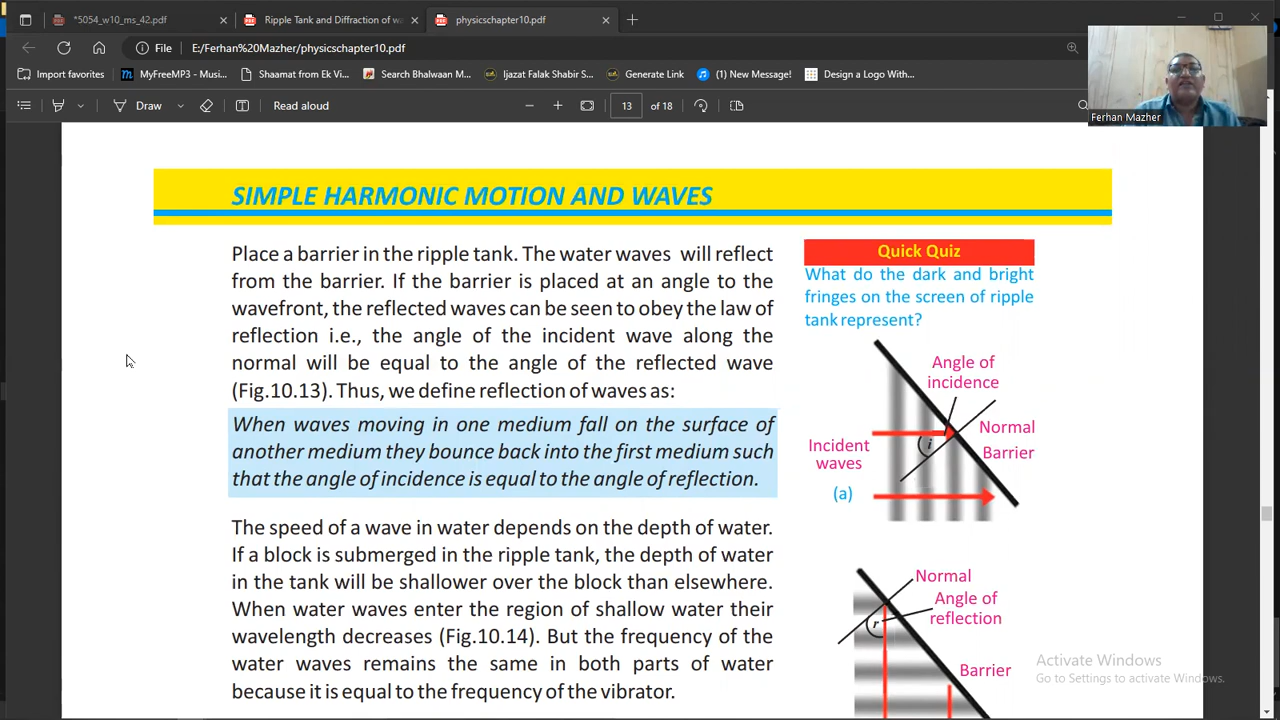 *5054_w10_ms_42.pdf
Ripple Tank and Diffraction of w
physicschapter10.pdf
File
E:/Ferhan%20Mazher/physicschapter10.pdf
Import favorites
MyFreeMP3 - Musi...
Shaamat from Ek Vi...
Search Bhalwaan M...
Ijazat Falak Shabir S...
Generate Link
(1) New Message!
Design a Logo With...
Draw
Read aloud
13 of 18
Ferhan Mazher
SIMPLE HARMONIC MOTION AND WAVES
Place a barrier in the ripple tank. The water waves will reflect
from the barrier. If the barrier is placed at an angle to the
wavefront, the reflected waves can be seen to obey the law of
reflection i.e., the angle of the incident wave along the
normal will be equal to the angle of the reflected wave
(Fig.10.13). Thus, we define reflection of waves as:
When waves moving in one medium fall on the surface of
another medium they bounce back into the first medium such
that the angle of incidence is equal to the angle of reflection.
The speed of a wave in water depends on the depth of water.
If a block is submerged in the ripple tank, the depth of water
in the tank will be shallower over the block than elsewhere.
When water waves enter the region of shallow water their
wavelength decreases (Fig.10.14). But the frequency of the
water waves remains the same in both parts of water
because it is equal to the frequency of the vibrator.
Quick Quiz
What do the dark and bright
fringes on the screen of ripple
tank represent?
Angle of
incidence
Normal
Incident
waves
i
Barrier
(a)
Normal
Angle of
reflection
r
Barrier
Activate Windows
Go to Settings to activate Windows.